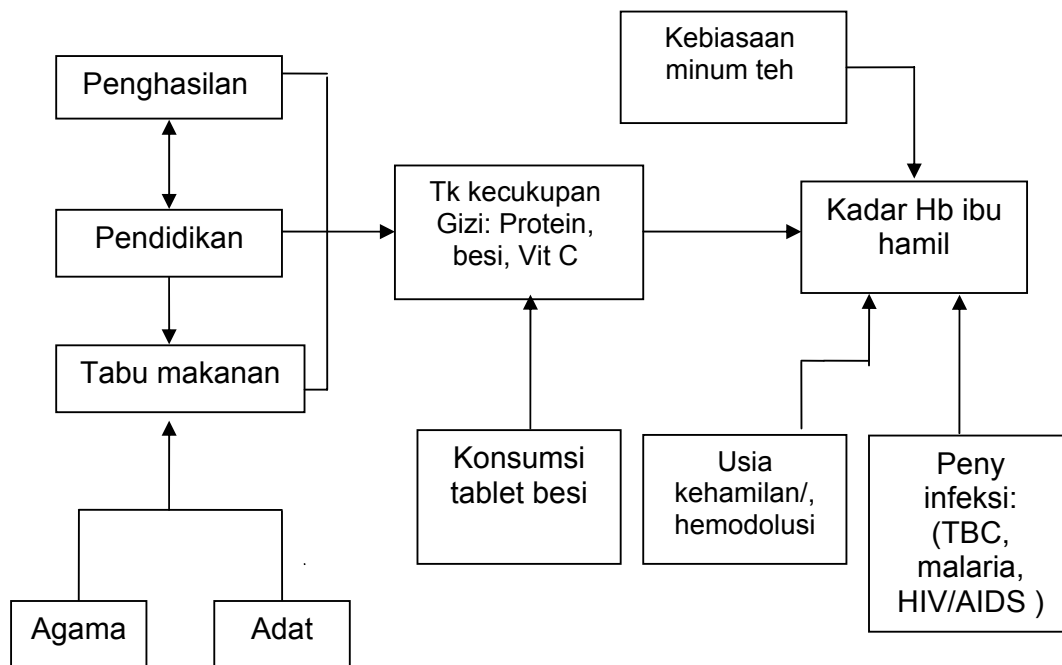 Kebiasaan
minum teh
Penghasilan
Tk kecukupan
Gizi: Protein,
besi, Vit C
Kadar Hb ibu
hamil
Pendidikan
Tabu makanan
Konsumsi
tablet besi
Usia
kehamilan/,
hemodolusi
Peny
infeksi:
(TBC,
malaria,
HIV/AIDS )
Agama
Adat